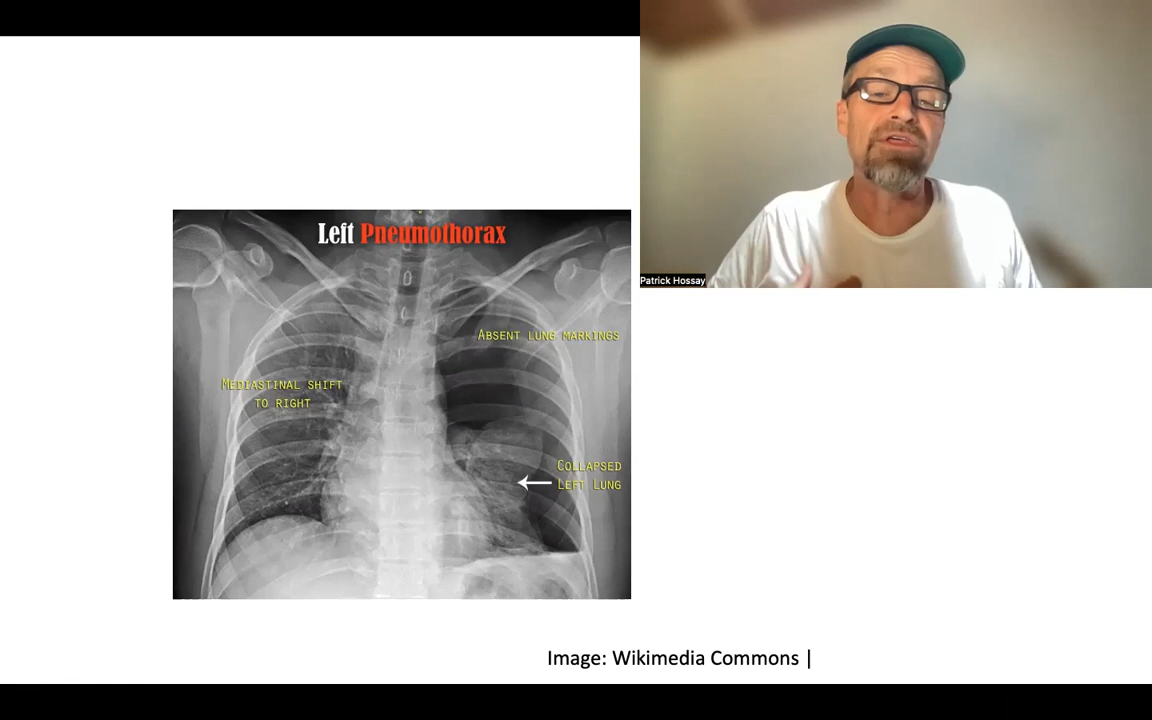 Patrick Hossay
Left Pneumothorax
Absent lung markings
Mediastinal shift
to right
Collapsed
Left Lung
Image: Wikimedia Commons |